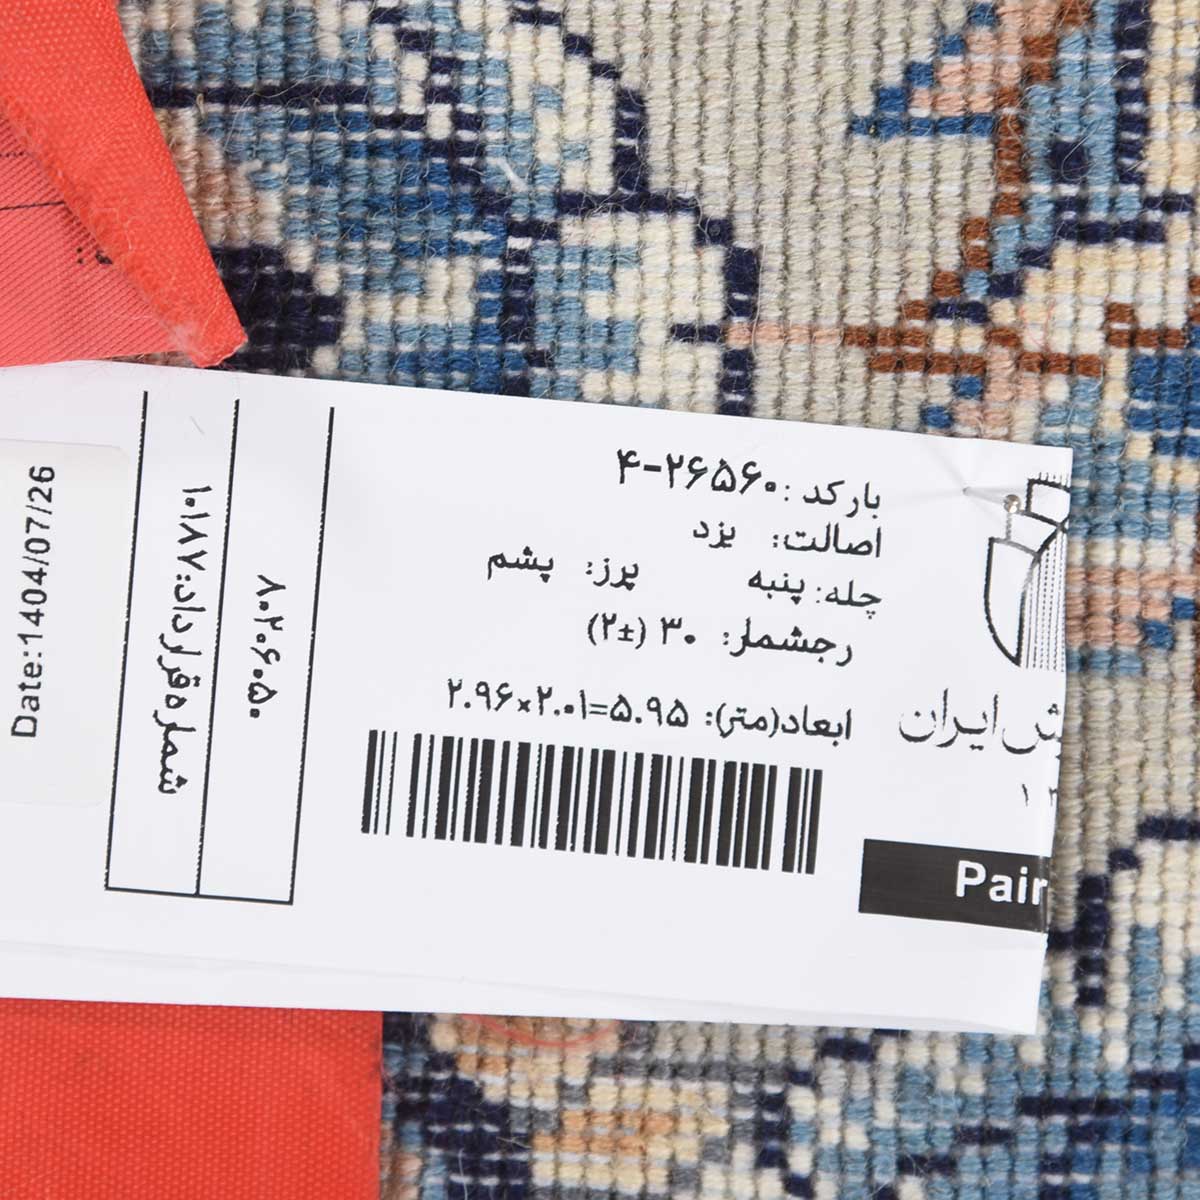 بارکد: ۴-۲۶۵۶۰
اصالت: یزد
چله: پنبه پرز: پشم
رجشمار: ۳۰ (±۲)
ابعاد(متر): ۲.۹۶×۲.۰۱=۵.۹۵
ایران
Pair
۸۰۲۶۰۵۰
شماره قرارداد: ۱۰۱۸۷
Date:1404/07/26